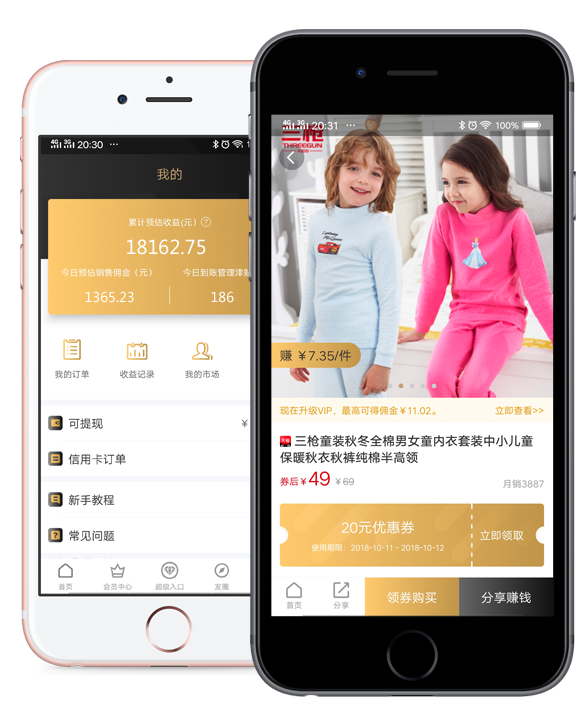 4G 3G 20:30 ···
我的
累计预估收益(元) ?
18162.75
今日预估销售佣金（元）
今日到账管理津贴
1365.23
186
我的订单
收益记录
我的市场
可提现
¥
信用卡订单
新手教程
常见问题
首页
会员中心
超级入口
发圈
4G 3G 20:31 ···
100%
三枪
THREEGUN
KIDS
赚 ¥7.35/件
现在升级VIP，最高可得佣金¥11.02。
立即查看>>
天猫 三枪童装秋冬全棉男女童内衣套装中小儿童
保暖秋衣秋裤纯棉半高领
券后¥49 ¥69
月销3887
20元优惠券
使用期限：2018-10-11 - 2018-10-12
立即领取
首页
分享
领券购买
分享赚钱